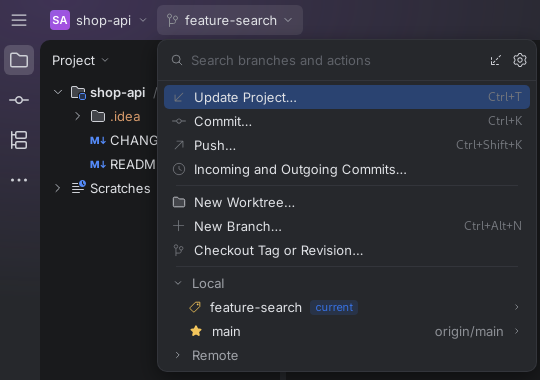 SA shop-api feature-search
Project
Search branches and actions
shop-api /
.idea
M↓ CHANG
M↓ READM
Scratches
Update Project... Ctrl+T
Commit... Ctrl+K
Push... Ctrl+Shift+K
Incoming and Outgoing Commits...
New Worktree...
New Branch... Ctrl+Alt+N
Checkout Tag or Revision...
Local
feature-search current
main origin/main
Remote